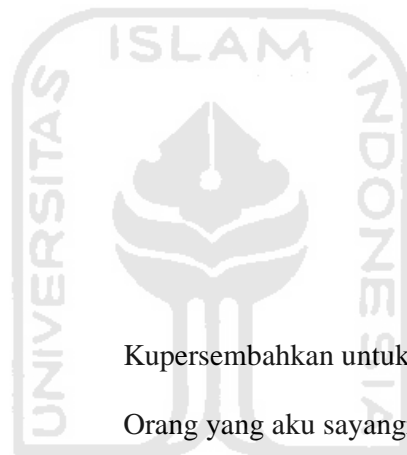 ISLAM
UNIVERSITAS
INDONESIA
Kupersembahkan untuk
Orang yang aku sayang